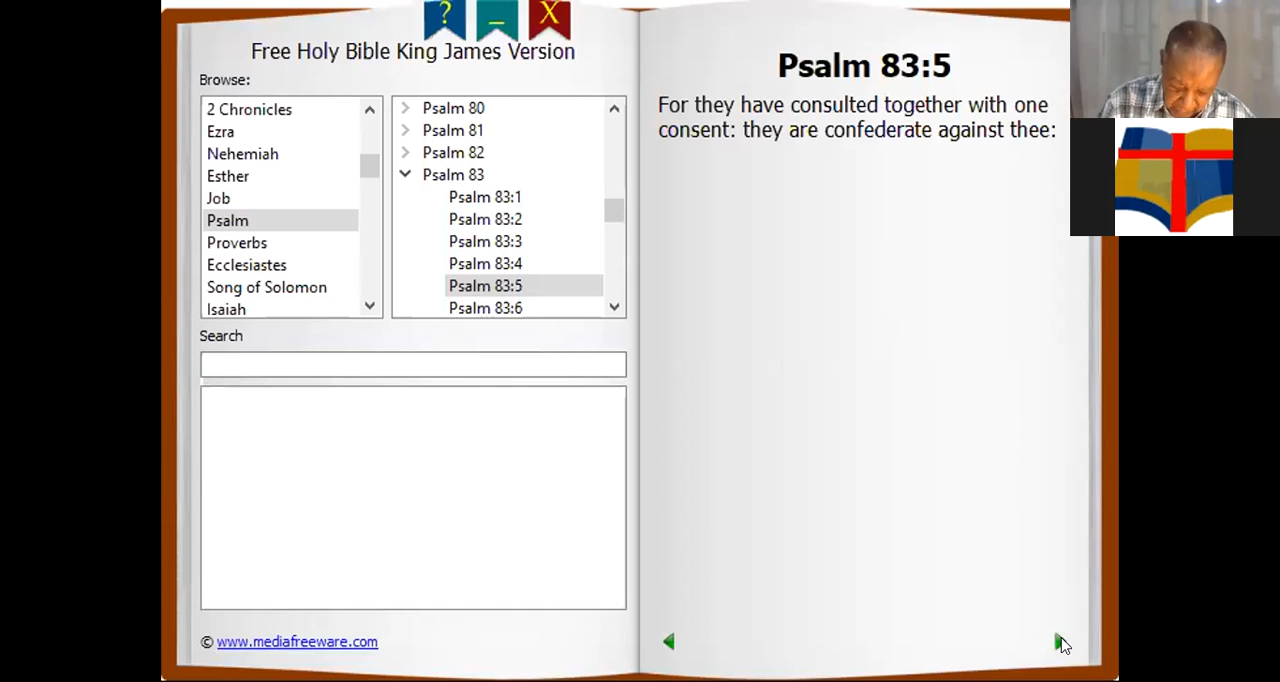 ? _ X
Free Holy Bible King James Version
Browse:
2 Chronicles
Ezra
Nehemiah
Esther
Job
Psalm
Proverbs
Ecclesiastes
Song of Solomon
Isaiah
Psalm 80
Psalm 81
Psalm 82
Psalm 83
Psalm 83:1
Psalm 83:2
Psalm 83:3
Psalm 83:4
Psalm 83:5
Psalm 83:6
Search
© www.mediafreeware.com
Psalm 83:5
For they have consulted together with one
consent: they are confederate against thee: